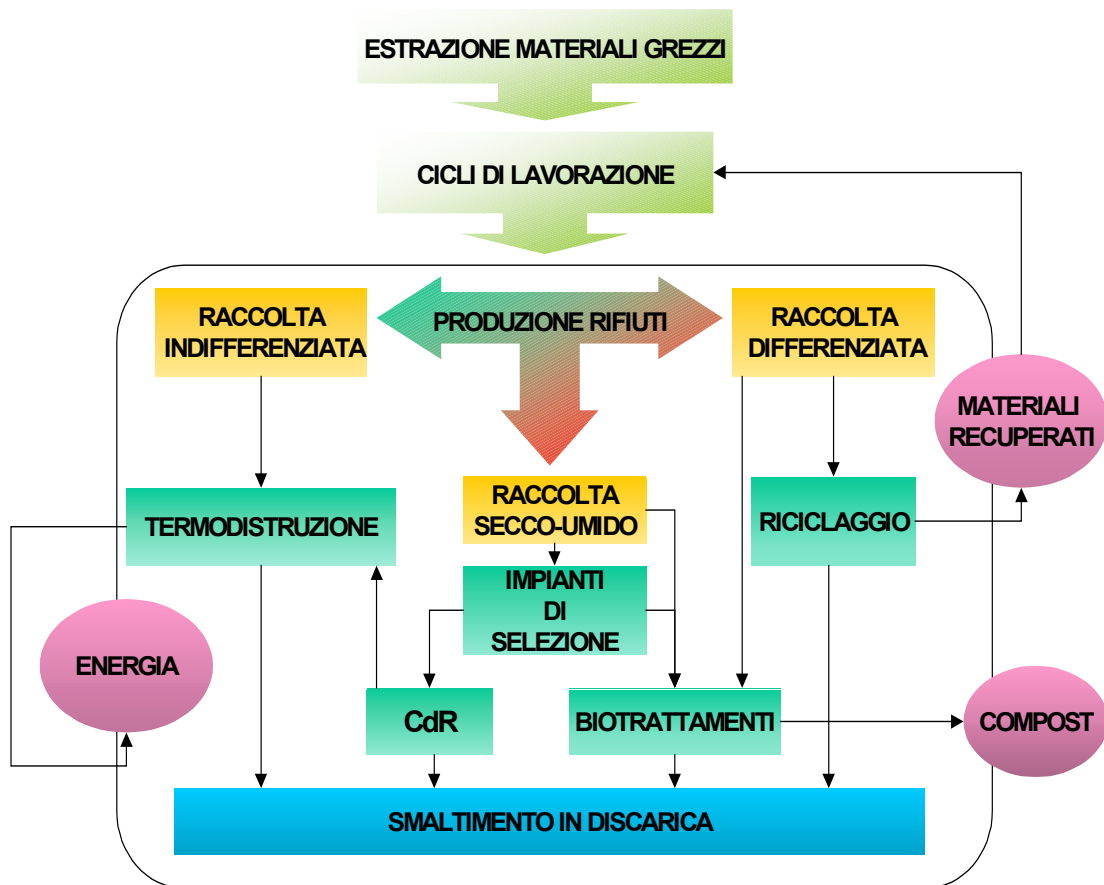 ESTRAZIONE MATERIALI GREZZI
CICLI DI LAVORAZIONE
RACCOLTA
INDIFFERENZIATA
PRODUZIONE RIFIUTI
RACCOLTA
DIFFERENZIATA
MATERIALI
RECUPERATI
TERMODISTRUZIONE
RACCOLTA
SECCO-UMIDO
RICICLAGGIO
IMPIANTI
DI
SELEZIONE
ENERGIA
CdR
BIOTRATTAMENTI
COMPOST
SMALTIMENTO IN DISCARICA